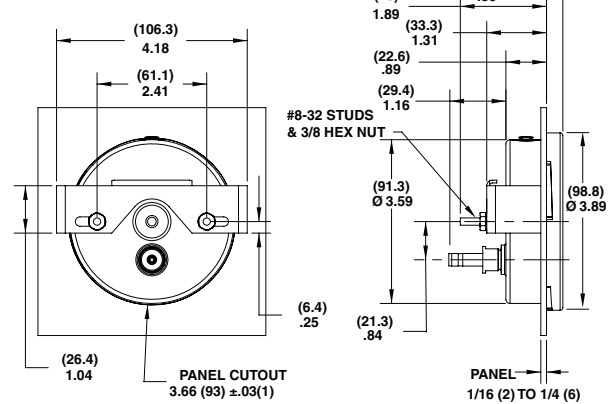 (106.3)
4.18
(61.1)
2.41
1.89
(33.3)
1.31
(22.6)
.89
(29.4)
1.16
#8-32 STUDS
& 3/8 HEX NUT
(91.3)
Ø 3.59
(98.8)
Ø 3.89
(6.4)
.25
(21.3)
.84
(26.4)
1.04
PANEL CUTOUT
3.66 (93) ±.03(1)
PANEL
1/16 (2) TO 1/4 (6)